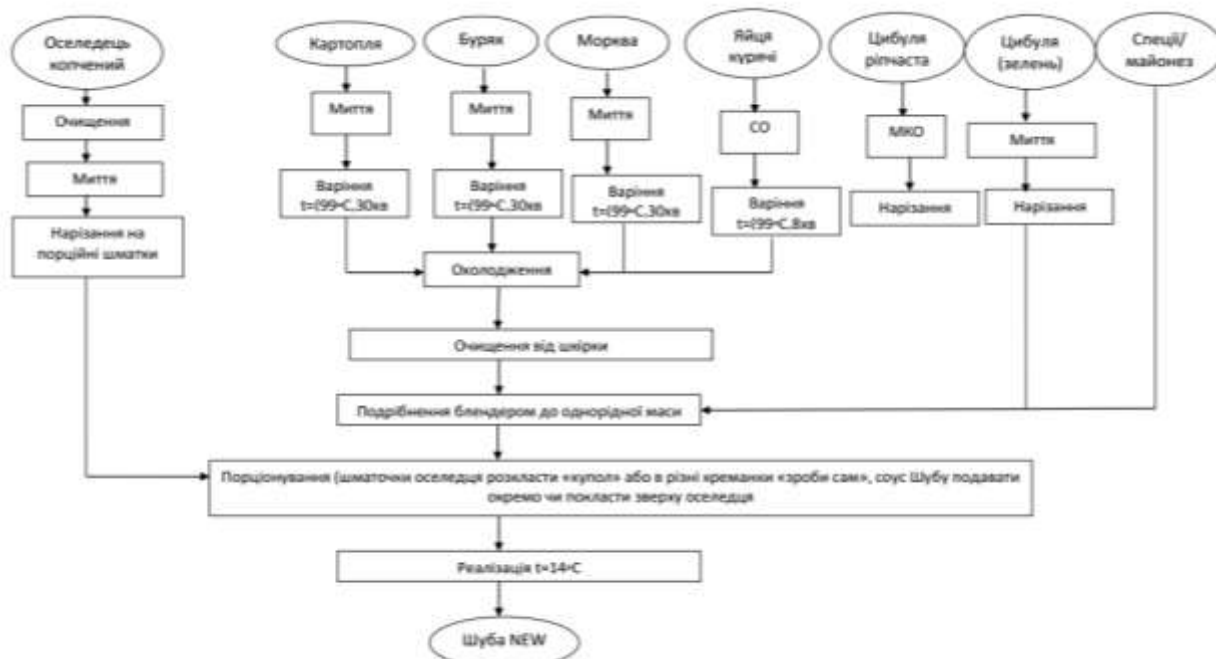 Оселедець
копчений
Картопля
Буряк
Морква
Яйця
курячі
Цибуля
ріпчаста
Цибуля
(зелень)
Спеції/
майонез
Очищення
Миття
Нарізання на
порційні шматки
Миття
Варіння
t=(99◦С,30хв
Миття
Варіння
t=(99◦С,30хв
Миття
Варіння
t=(99◦С,30хв
СО
Варіння
t=(99◦С,8хв
МКО
Нарізання
Миття
Нарізання
Охолодження
Очищення від шкірки
Подрібнення блендером до однорідної маси
Порціонування (шматочки оселедця розкласти «купол» або в різні креманки «зроби сам», соус Шубу подавати
окремо чи покласти зверху оселедця
Реалізація t=14◦С
Шуба NEW